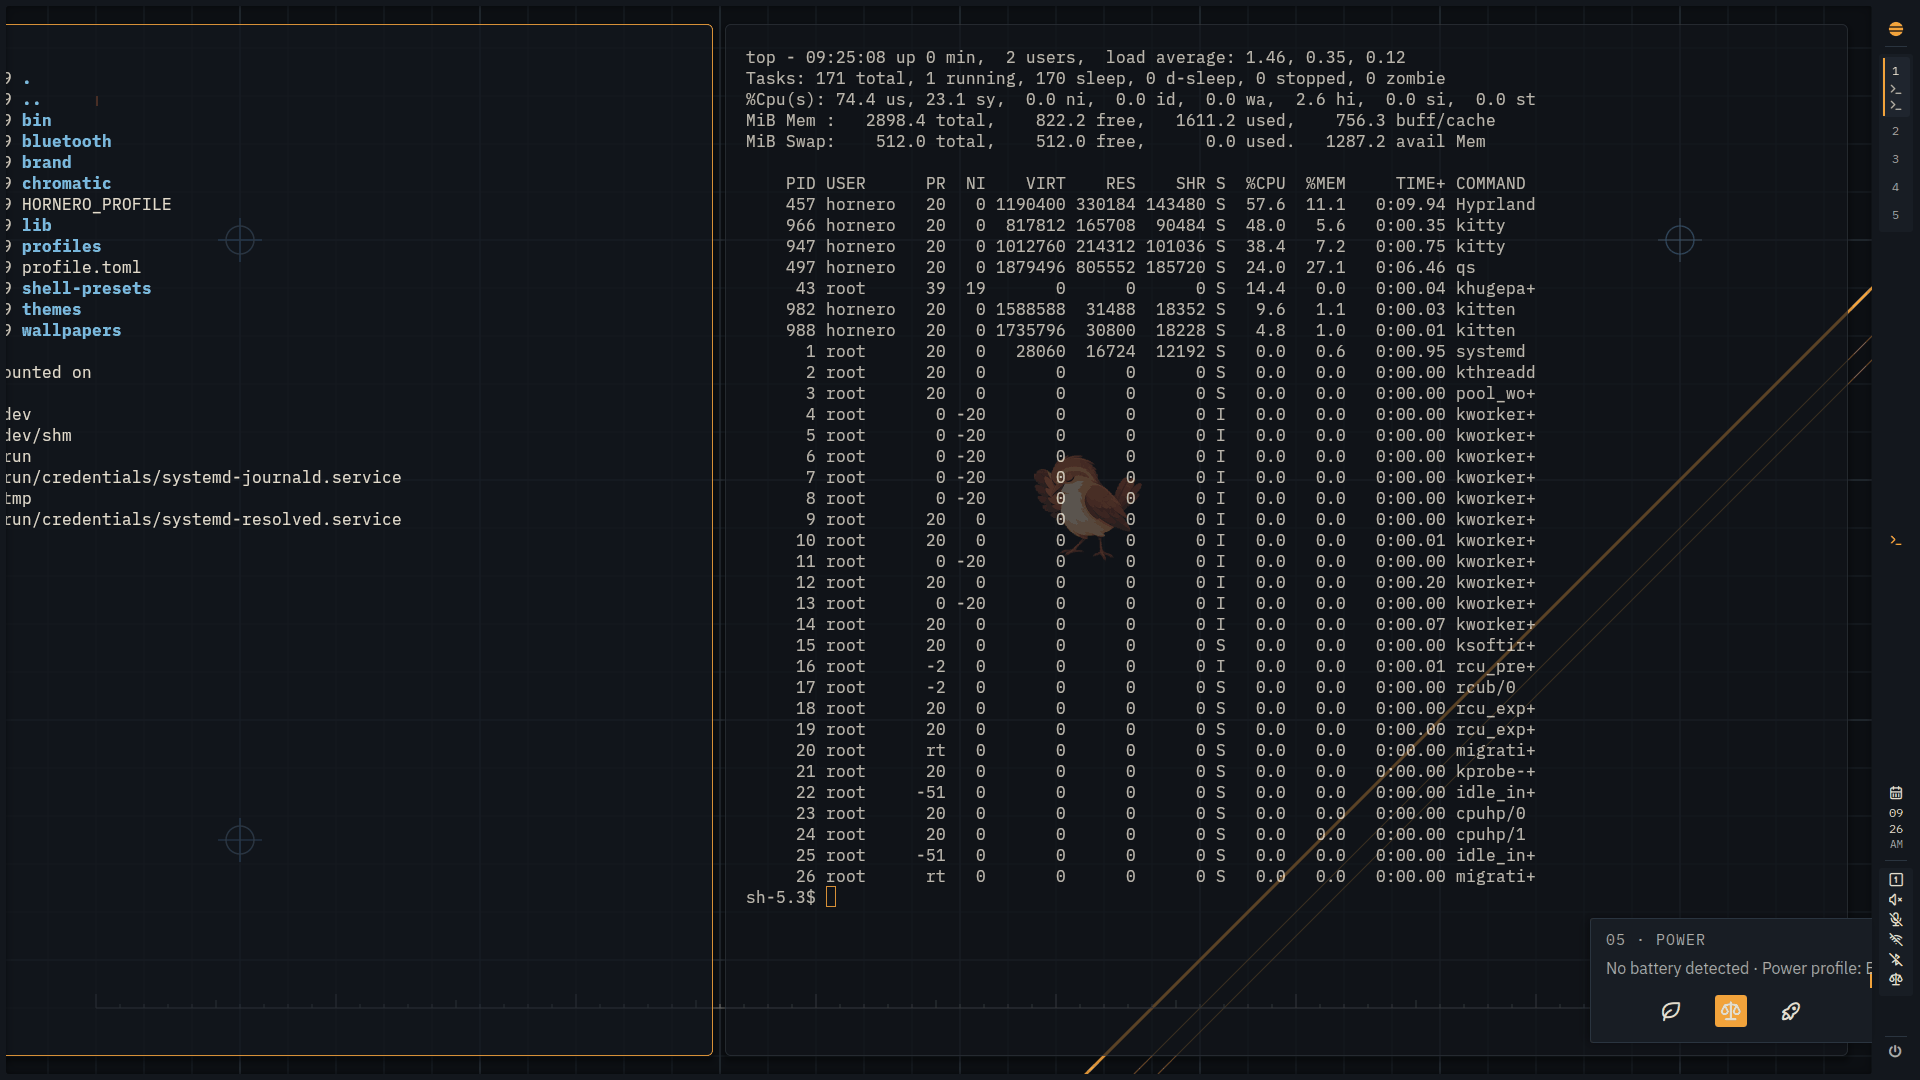 9 .
9 ..
9 bin
9 bluetooth
9 brand
9 chromatic
9 HORNERO_PROFILE
9 lib
9 profiles
9 profile.toml
9 shell-presets
9 themes
9 wallpapers
ounted on
dev
dev/shm
run
run/credentials/systemd-journald.service
tmp
run/credentials/systemd-resolved.service
top - 09:25:08 up 0 min,  2 users,  load average: 1.46, 0.35, 0.12
Tasks: 171 total, 1 running, 170 sleep, 0 d-sleep, 0 stopped, 0 zombie
%Cpu(s): 74.4 us, 23.1 sy,  0.0 ni,  0.0 id,  0.0 wa,  2.6 hi,  0.0 si,  0.0 st
MiB Mem :   2898.4 total,    822.2 free,   1611.2 used,    756.3 buff/cache
MiB Swap:    512.0 total,    512.0 free,      0.0 used.   1287.2 avail Mem
PID USER      PR  NI    VIRT    RES    SHR S  %CPU  %MEM     TIME+ COMMAND
457 hornero   20   0 1190400 330184 143480 S  57.6  11.1   0:09.94 Hyprland
966 hornero   20   0  817812 165708  90484 S  48.0   5.6   0:00.35 kitty
947 hornero   20   0 1012760 214312 101036 S  38.4   7.2   0:00.75 kitty
497 hornero   20   0 1879496 805552 185720 S  24.0  27.1   0:06.46 qs
43 root      39  19       0      0      0 S  14.4   0.0   0:00.04 khugepa+
982 hornero   20   0 1588588  31488  18352 S   9.6   1.1   0:00.03 kitten
988 hornero   20   0 1735796  30800  18228 S   4.8   1.0   0:00.01 kitten
1 root      20   0   28060  16724  12192 S   0.0   0.6   0:00.95 systemd
2 root      20   0       0      0      0 S   0.0   0.0   0:00.00 kthreadd
3 root      20   0       0      0      0 S   0.0   0.0   0:00.00 pool_wo+
4 root       0 -20       0      0      0 I   0.0   0.0   0:00.00 kworker+
5 root       0 -20       0      0      0 I   0.0   0.0   0:00.00 kworker+
6 root       0 -20       0      0      0 I   0.0   0.0   0:00.00 kworker+
7 root       0 -20       0      0      0 I   0.0   0.0   0:00.00 kworker+
8 root       0 -20       0      0      0 I   0.0   0.0   0:00.00 kworker+
9 root      20   0       0      0      0 I   0.0   0.0   0:00.00 kworker+
10 root      20   0       0      0      0 I   0.0   0.0   0:00.01 kworker+
11 root       0 -20       0      0      0 I   0.0   0.0   0:00.00 kworker+
12 root      20   0       0      0      0 I   0.0   0.0   0:00.20 kworker+
13 root       0 -20       0      0      0 I   0.0   0.0   0:00.00 kworker+
14 root      20   0       0      0      0 I   0.0   0.0   0:00.07 kworker+
15 root      20   0       0      0      0 S   0.0   0.0   0:00.00 ksoftir+
16 root      -2   0       0      0      0 I   0.0   0.0   0:00.01 rcu_pre+
17 root      -2   0       0      0      0 S   0.0   0.0   0:00.00 rcub/0
18 root      20   0       0      0      0 S   0.0   0.0   0:00.00 rcu_exp+
19 root      20   0       0      0      0 S   0.0   0.0   0:00.00 rcu_exp+
20 root      rt   0       0      0      0 S   0.0   0.0   0:00.00 migrati+
21 root      20   0       0      0      0 S   0.0   0.0   0:00.00 kprobe-+
22 root     -51   0       0      0      0 S   0.0   0.0   0:00.00 idle_in+
23 root      20   0       0      0      0 S   0.0   0.0   0:00.00 cpuhp/0
24 root      20   0       0      0      0 S   0.0   0.0   0:00.00 cpuhp/1
25 root     -51   0       0      0      0 S   0.0   0.0   0:00.00 idle_in+
26 root      rt   0       0      0      0 S   0.0   0.0   0:00.00 migrati+
sh-5.3$
05 · POWER
No battery detected · Power profile:
1
2
3
4
5
09
26
AM
1